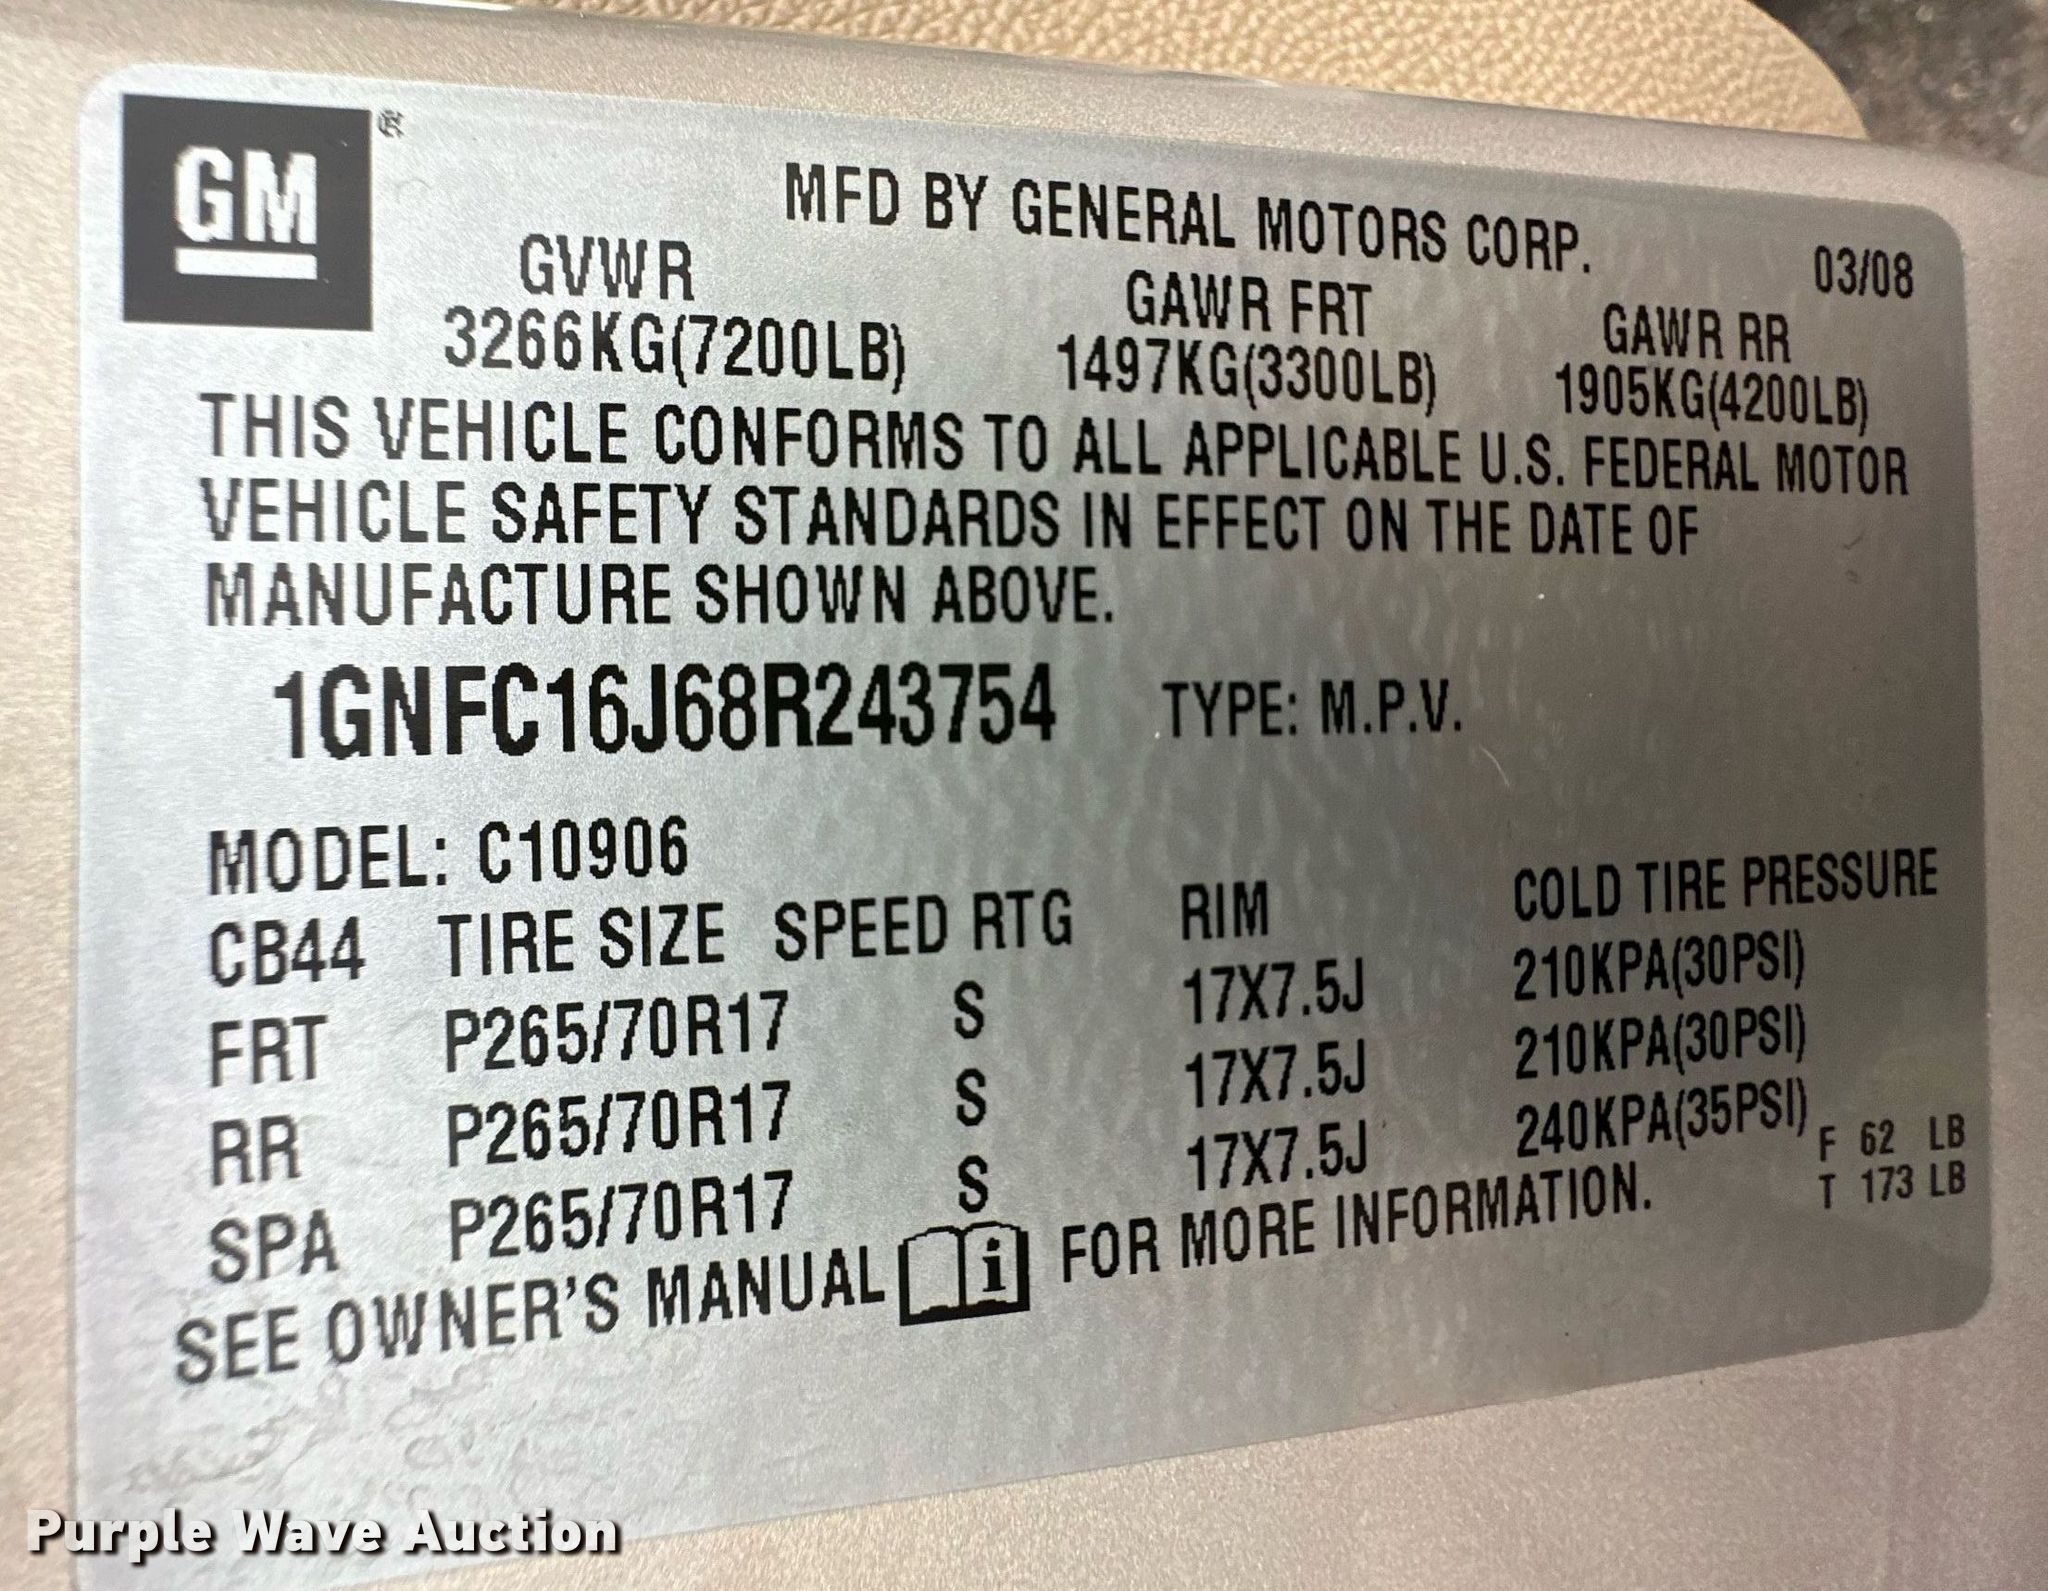 GM
MFD BY GENERAL MOTORS CORP.
03/08
GVWR GAWR FRT GAWR RR
3266KG(7200LB) 1497KG(3300LB) 1905KG(4200LB)
THIS VEHICLE CONFORMS TO ALL APPLICABLE U.S. FEDERAL MOTOR
VEHICLE SAFETY STANDARDS IN EFFECT ON THE DATE OF
MANUFACTURE SHOWN ABOVE.
1GNFC16J68R243754 TYPE: M.P.V.
MODEL: C10906
CB44 TIRE SIZE SPEED RTG RIM COLD TIRE PRESSURE
FRT P265/70R17 S 17X7.5J 210KPA(30PSI)
RR P265/70R17 S 17X7.5J 210KPA(30PSI)
SPA P265/70R17 S 17X7.5J 240KPA(35PSI)
F 62 LB
T 173 LB
SEE OWNER'S MANUAL i FOR MORE INFORMATION.
Purple Wave Auction